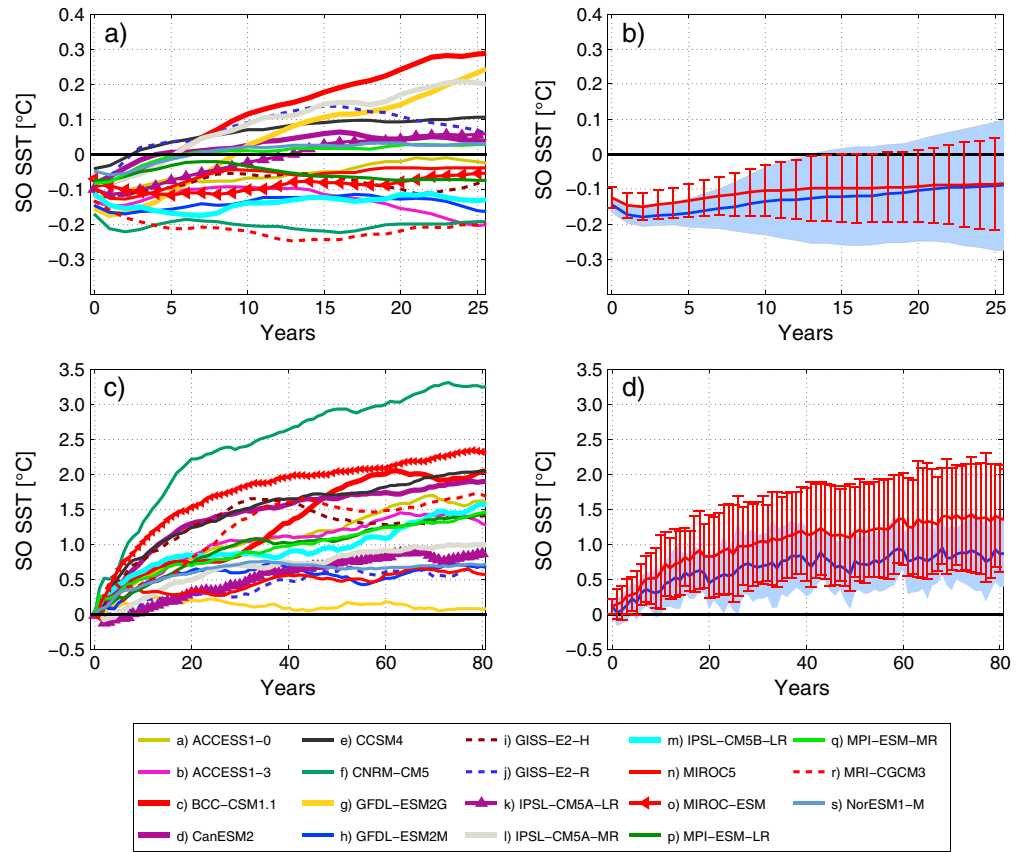 a)
SO SST [°C]
0.4
0.3
0.2
0.1
0
−0.1
−0.2
−0.3
0 5 10 15 20 25
Years
b)
SO SST [°C]
0.4
0.3
0.2
0.1
0
−0.1
−0.2
−0.3
0 5 10 15 20 25
Years
c)
SO SST [°C]
3.5
3.0
2.5
2.0
1.5
1.0
0.5
0
−0.5
0 20 40 60 80
Years
d)
SO SST [°C]
3.5
3.0
2.5
2.0
1.5
1.0
0.5
0
−0.5
0 20 40 60 80
Years
a) ACCESS1−0
b) ACCESS1−3
c) BCC−CSM1.1
d) CanESM2
e) CCSM4
f) CNRM−CM5
g) GFDL−ESM2G
h) GFDL−ESM2M
i) GISS−E2−H
j) GISS−E2−R
k) IPSL−CM5A−LR
l) IPSL−CM5A−MR
m) IPSL−CM5B−LR
n) MIROC5
o) MIROC−ESM
p) MPI−ESM−LR
q) MPI−ESM−MR
r) MRI−CGCM3
s) NorESM1−M